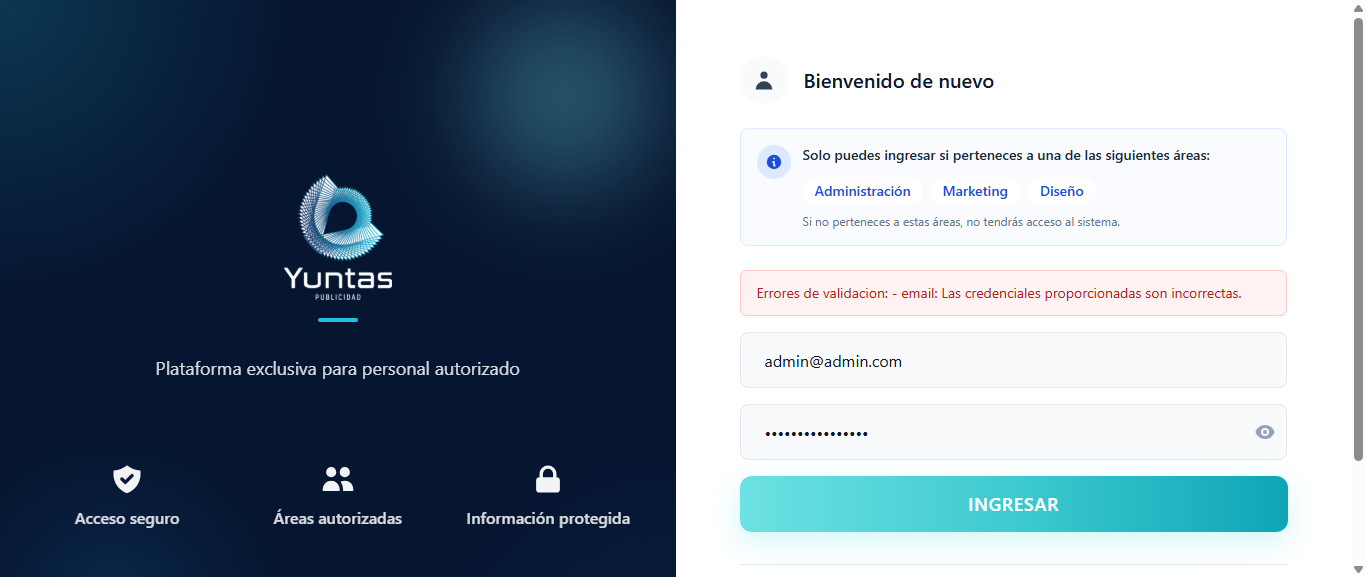 Yuntas
PUBLICIDAD
Plataforma exclusiva para personal autorizado
Acceso seguro
Áreas autorizadas
Información protegida
Bienvenido de nuevo
Solo puedes ingresar si perteneces a una de las siguientes áreas:
Administración Marketing Diseño
Si no perteneces a estas áreas, no tendrás acceso al sistema.
Errores de validacion: - email: Las credenciales proporcionadas son incorrectas.
admin@admin.com
••••••••••••••••
INGRESAR